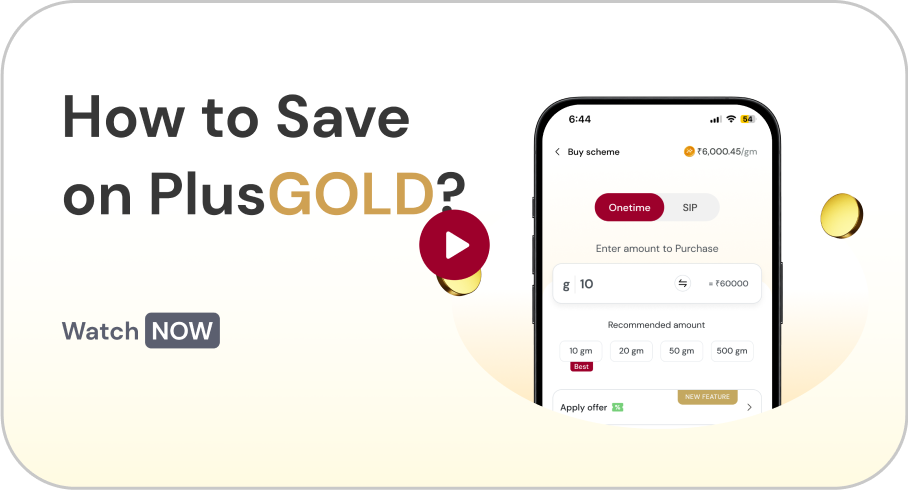 How to Save
on PlusGOLD?
Watch NOW
6:44
54
Buy scheme
₹6,000.45/gm
Onetime SIP
Enter amount to Purchase
g 10 = ₹60000
Recommended amount
10 gm 20 gm 50 gm 500 gm
Best
NEW FEATURE
Apply offer